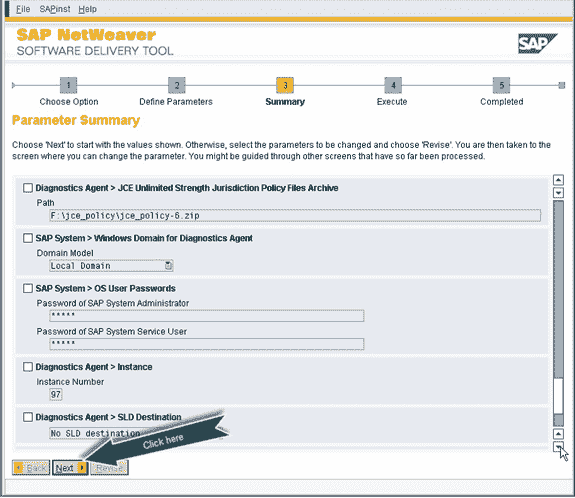 File SAPinst Help
SAP NetWeaver
SOFTWARE DELIVERY TOOL
SAP
1 2 3 4 5
Choose Option Define Parameters Summary Execute Completed
Parameter Summary
Choose 'Next' to start with the values shown. Otherwise, select the parameters to be changed and choose 'Revise'. You are then taken to the
screen where you can change the parameter. You might be guided through other screens that have so far been processed.
Diagnostics Agent > JCE Unlimited Strength Jurisdiction Policy Files Archive
Path
F:\jce_policy\jce_policy-6.zip
SAP System > Windows Domain for Diagnostics Agent
Domain Model
Local Domain
SAP System > OS User Passwords
Password of SAP System Administrator
*****
Password of SAP System Service User
*****
Diagnostics Agent > Instance
Instance Number
97
Diagnostics Agent > SLD Destination
No SLD destination
Click here
Back Next Revise